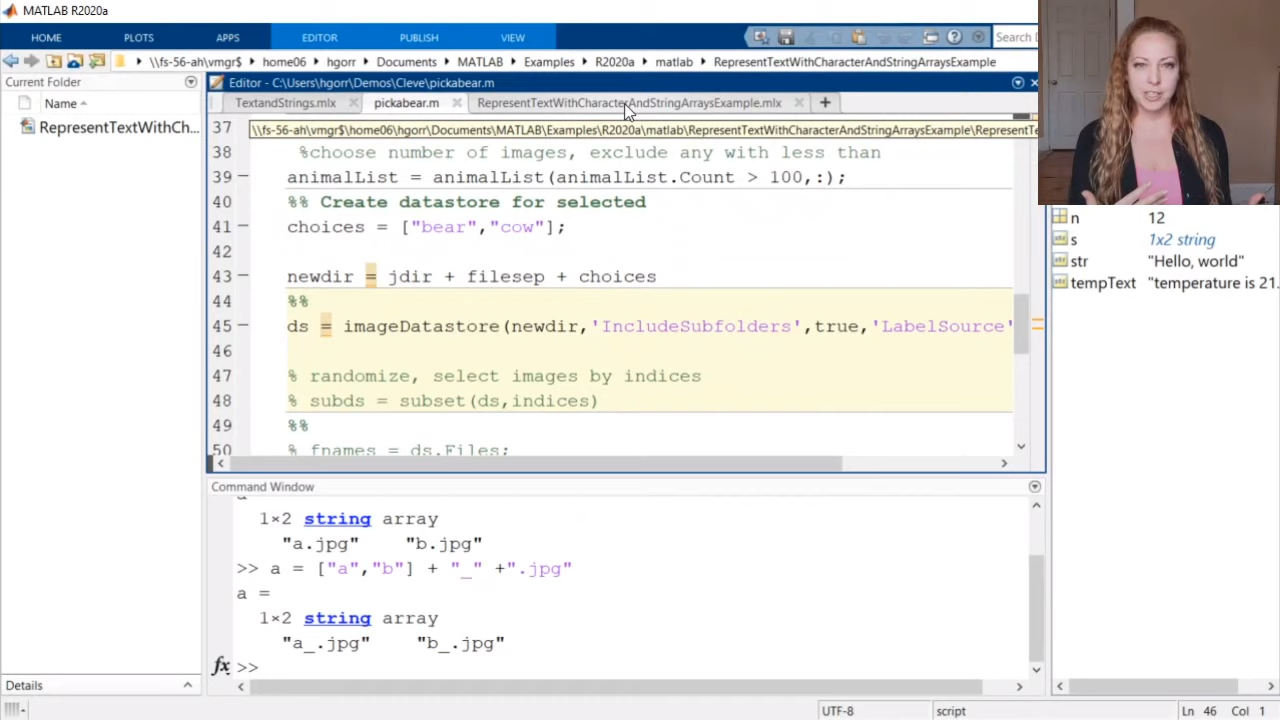 MATLAB R2020a
HOME PLOTS APPS EDITOR PUBLISH VIEW Search
\\fs-56-ah\vmgr$ home06 hgorr Documents MATLAB Examples R2020a matlab RepresentTextWithCharacterAndStringArraysExample
Current Folder
Name
RepresentTextWithCh...
Details
Editor - C:\Users\hgorr\Demos\Cleve\pickabear.m
TextandStrings.mlx pickabear.m RepresentTextWithCharacterAndStringArraysExample.mlx
\\fs-56-ah\vmgr$\home06\hgorr\Documents\MATLAB\Examples\R2020a\matlab\RepresentTextWithCharacterAndStringArraysExample\RepresentT
37
38 %choose number of images, exclude any with less than
39 animalList = animalList(animalList.Count > 100,:);
40 %% Create datastore for selected
41 choices = ["bear","cow"];
42
43 newdir = jdir + filesep + choices
44 %%
45 ds = imageDatastore(newdir,'IncludeSubfolders',true,'LabelSource'
46
47 % randomize, select images by indices
48 % subds = subset(ds,indices)
49 %%
50 % fnames = ds.Files;
Command Window
a
1×2 string array
"a.jpg" "b.jpg"
>> a = ["a","b"] + "_" +".jpg"
a =
1×2 string array
"a_.jpg" "b_.jpg"
fx >>
n 12
s 1x2 string
str "Hello, world"
tempText "temperature is 21.
UTF-8 script Ln 46 Col 1